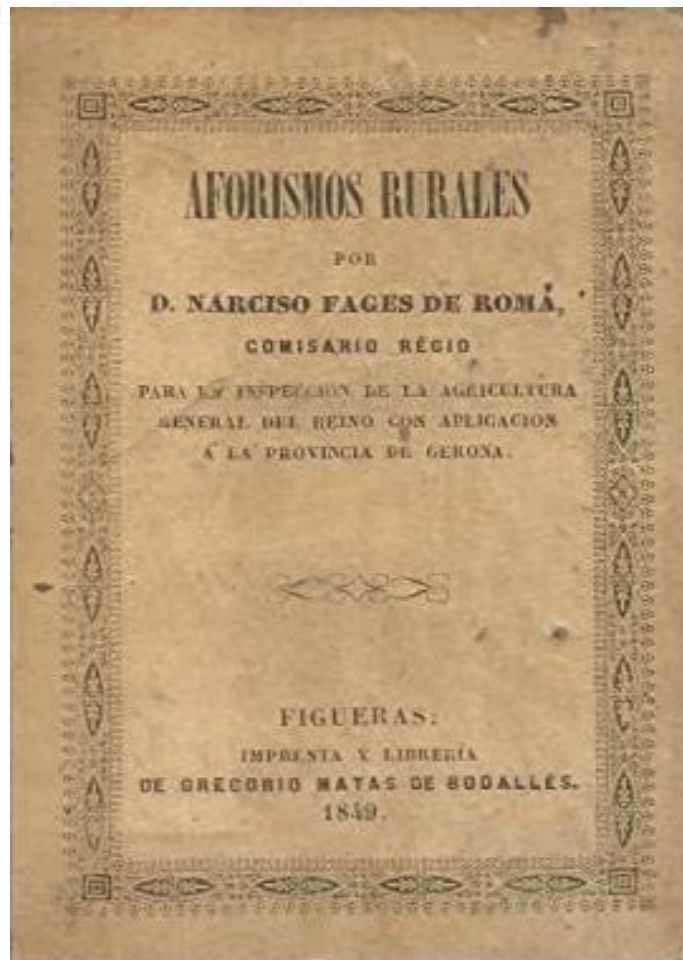 AFORISMOS RURALES
POR
D. NARCISO FAGES DE ROMÁ,
COMISARIO RÉGIO
PARA LA INSPECCION DE LA AGRICULTURA
GENERAL DEL REINO CON APLICACION
A LA PROVINCIA DE GERONA.
FIGUERAS:
IMPRENTA Y LIBRERÍA
DE GREGORIO MATAS DE BODALLÉS.
1849.